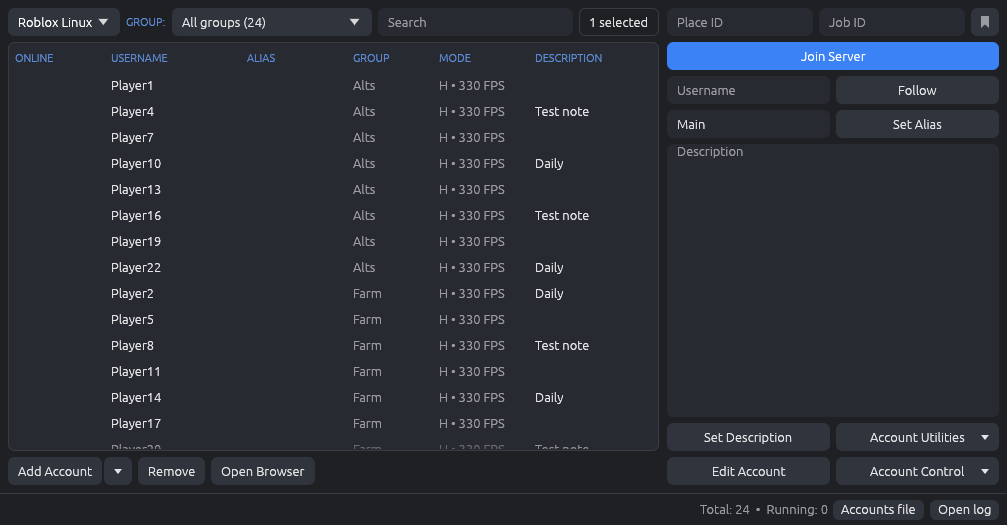 Roblox Linux GROUP: All groups (24) Search 1 selected Place ID Job ID
Join Server
ONLINE USERNAME ALIAS GROUP MODE DESCRIPTION
Player1 Alts H • 330 FPS
Player4 Alts H • 330 FPS Test note
Player7 Alts H • 330 FPS
Player10 Alts H • 330 FPS Daily
Player13 Alts H • 330 FPS
Player16 Alts H • 330 FPS Test note
Player19 Alts H • 330 FPS
Player22 Alts H • 330 FPS Daily
Player2 Farm H • 330 FPS Daily
Player5 Farm H • 330 FPS
Player8 Farm H • 330 FPS Test note
Player11 Farm H • 330 FPS
Player14 Farm H • 330 FPS Daily
Player17 Farm H • 330 FPS
Player20 Farm H • 330 FPS Test note
Username Follow
Main Set Alias
Description
Set Description Account Utilities
Add Account Remove Open Browser Edit Account Account Control
Total: 24 • Running: 0 Accounts file Open log